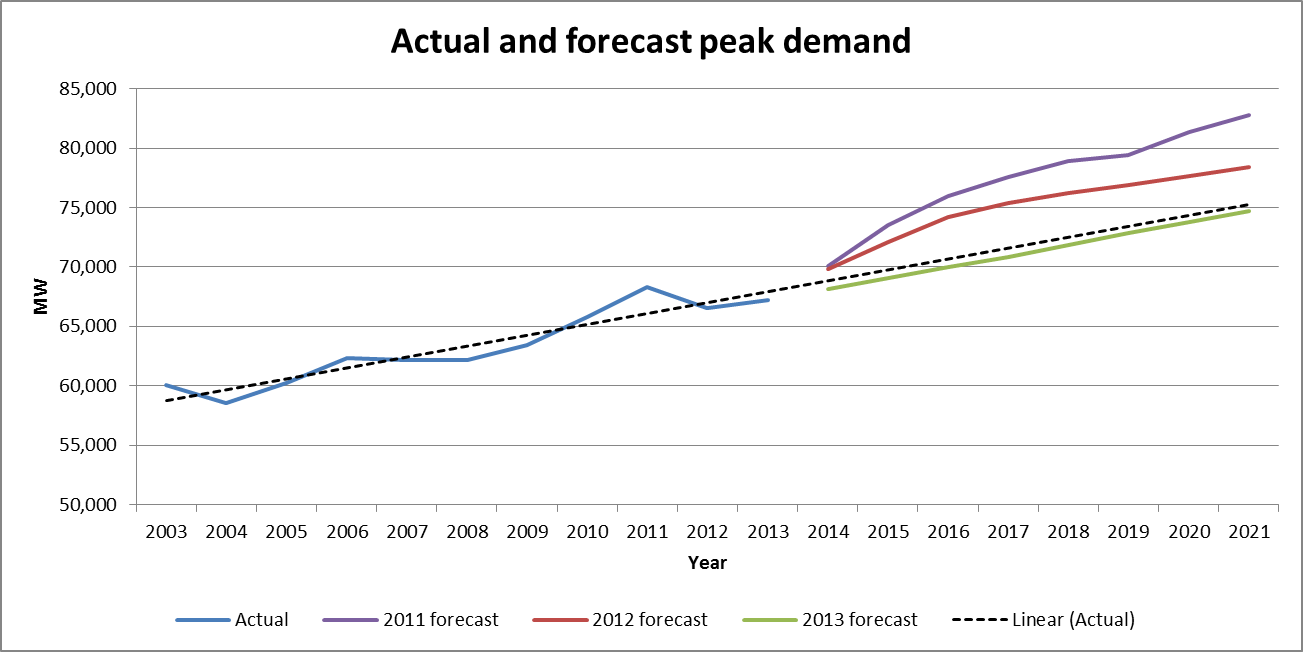 Actual and forecast peak demand
85,000
80,000
75,000
70,000
65,000
60,000
55,000
50,000
MW
2003 2004 2005 2006 2007 2008 2009 2010 2011 2012 2013 2014 2015 2016 2017 2018 2019 2020 2021
Year
Actual 2011 forecast 2012 forecast 2013 forecast Linear (Actual)